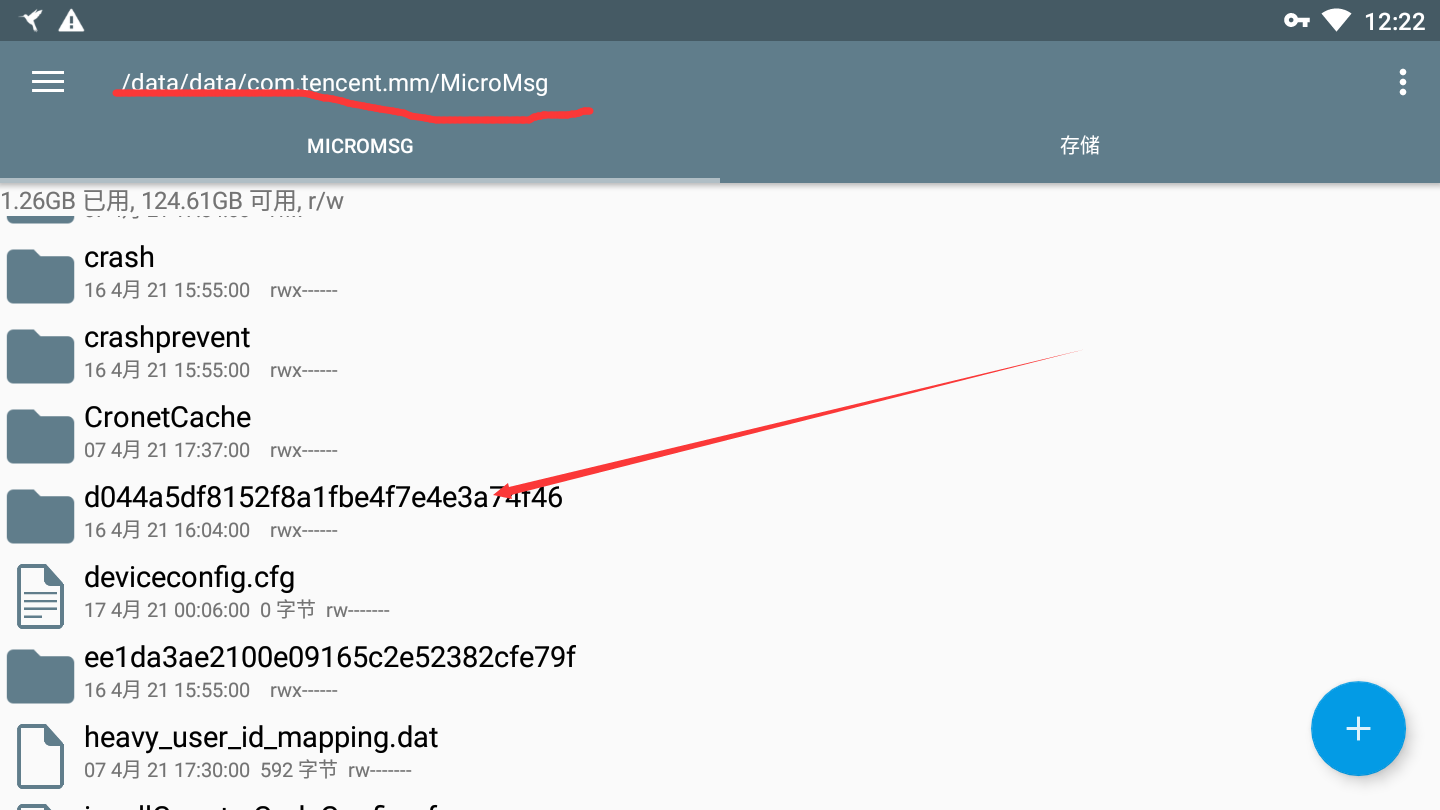 12:22
/data/data/com.tencent.mm/MicroMsg
MICROMSG
存储
1.26GB 已用, 124.61GB 可用, r/w
crash
16 4月 21 15:55:00 rwx------
crashprevent
16 4月 21 15:55:00 rwx------
CronetCache
07 4月 21 17:37:00 rwx------
d044a5df8152f8a1fbe4f7e4e3a74f46
16 4月 21 16:04:00 rwx------
deviceconfig.cfg
17 4月 21 00:06:00 0 字节 rw-------
ee1da3ae2100e09165c2e52382cfe79f
16 4月 21 15:55:00 rwx------
heavy_user_id_mapping.dat
07 4月 21 17:30:00 592 字节 rw-------